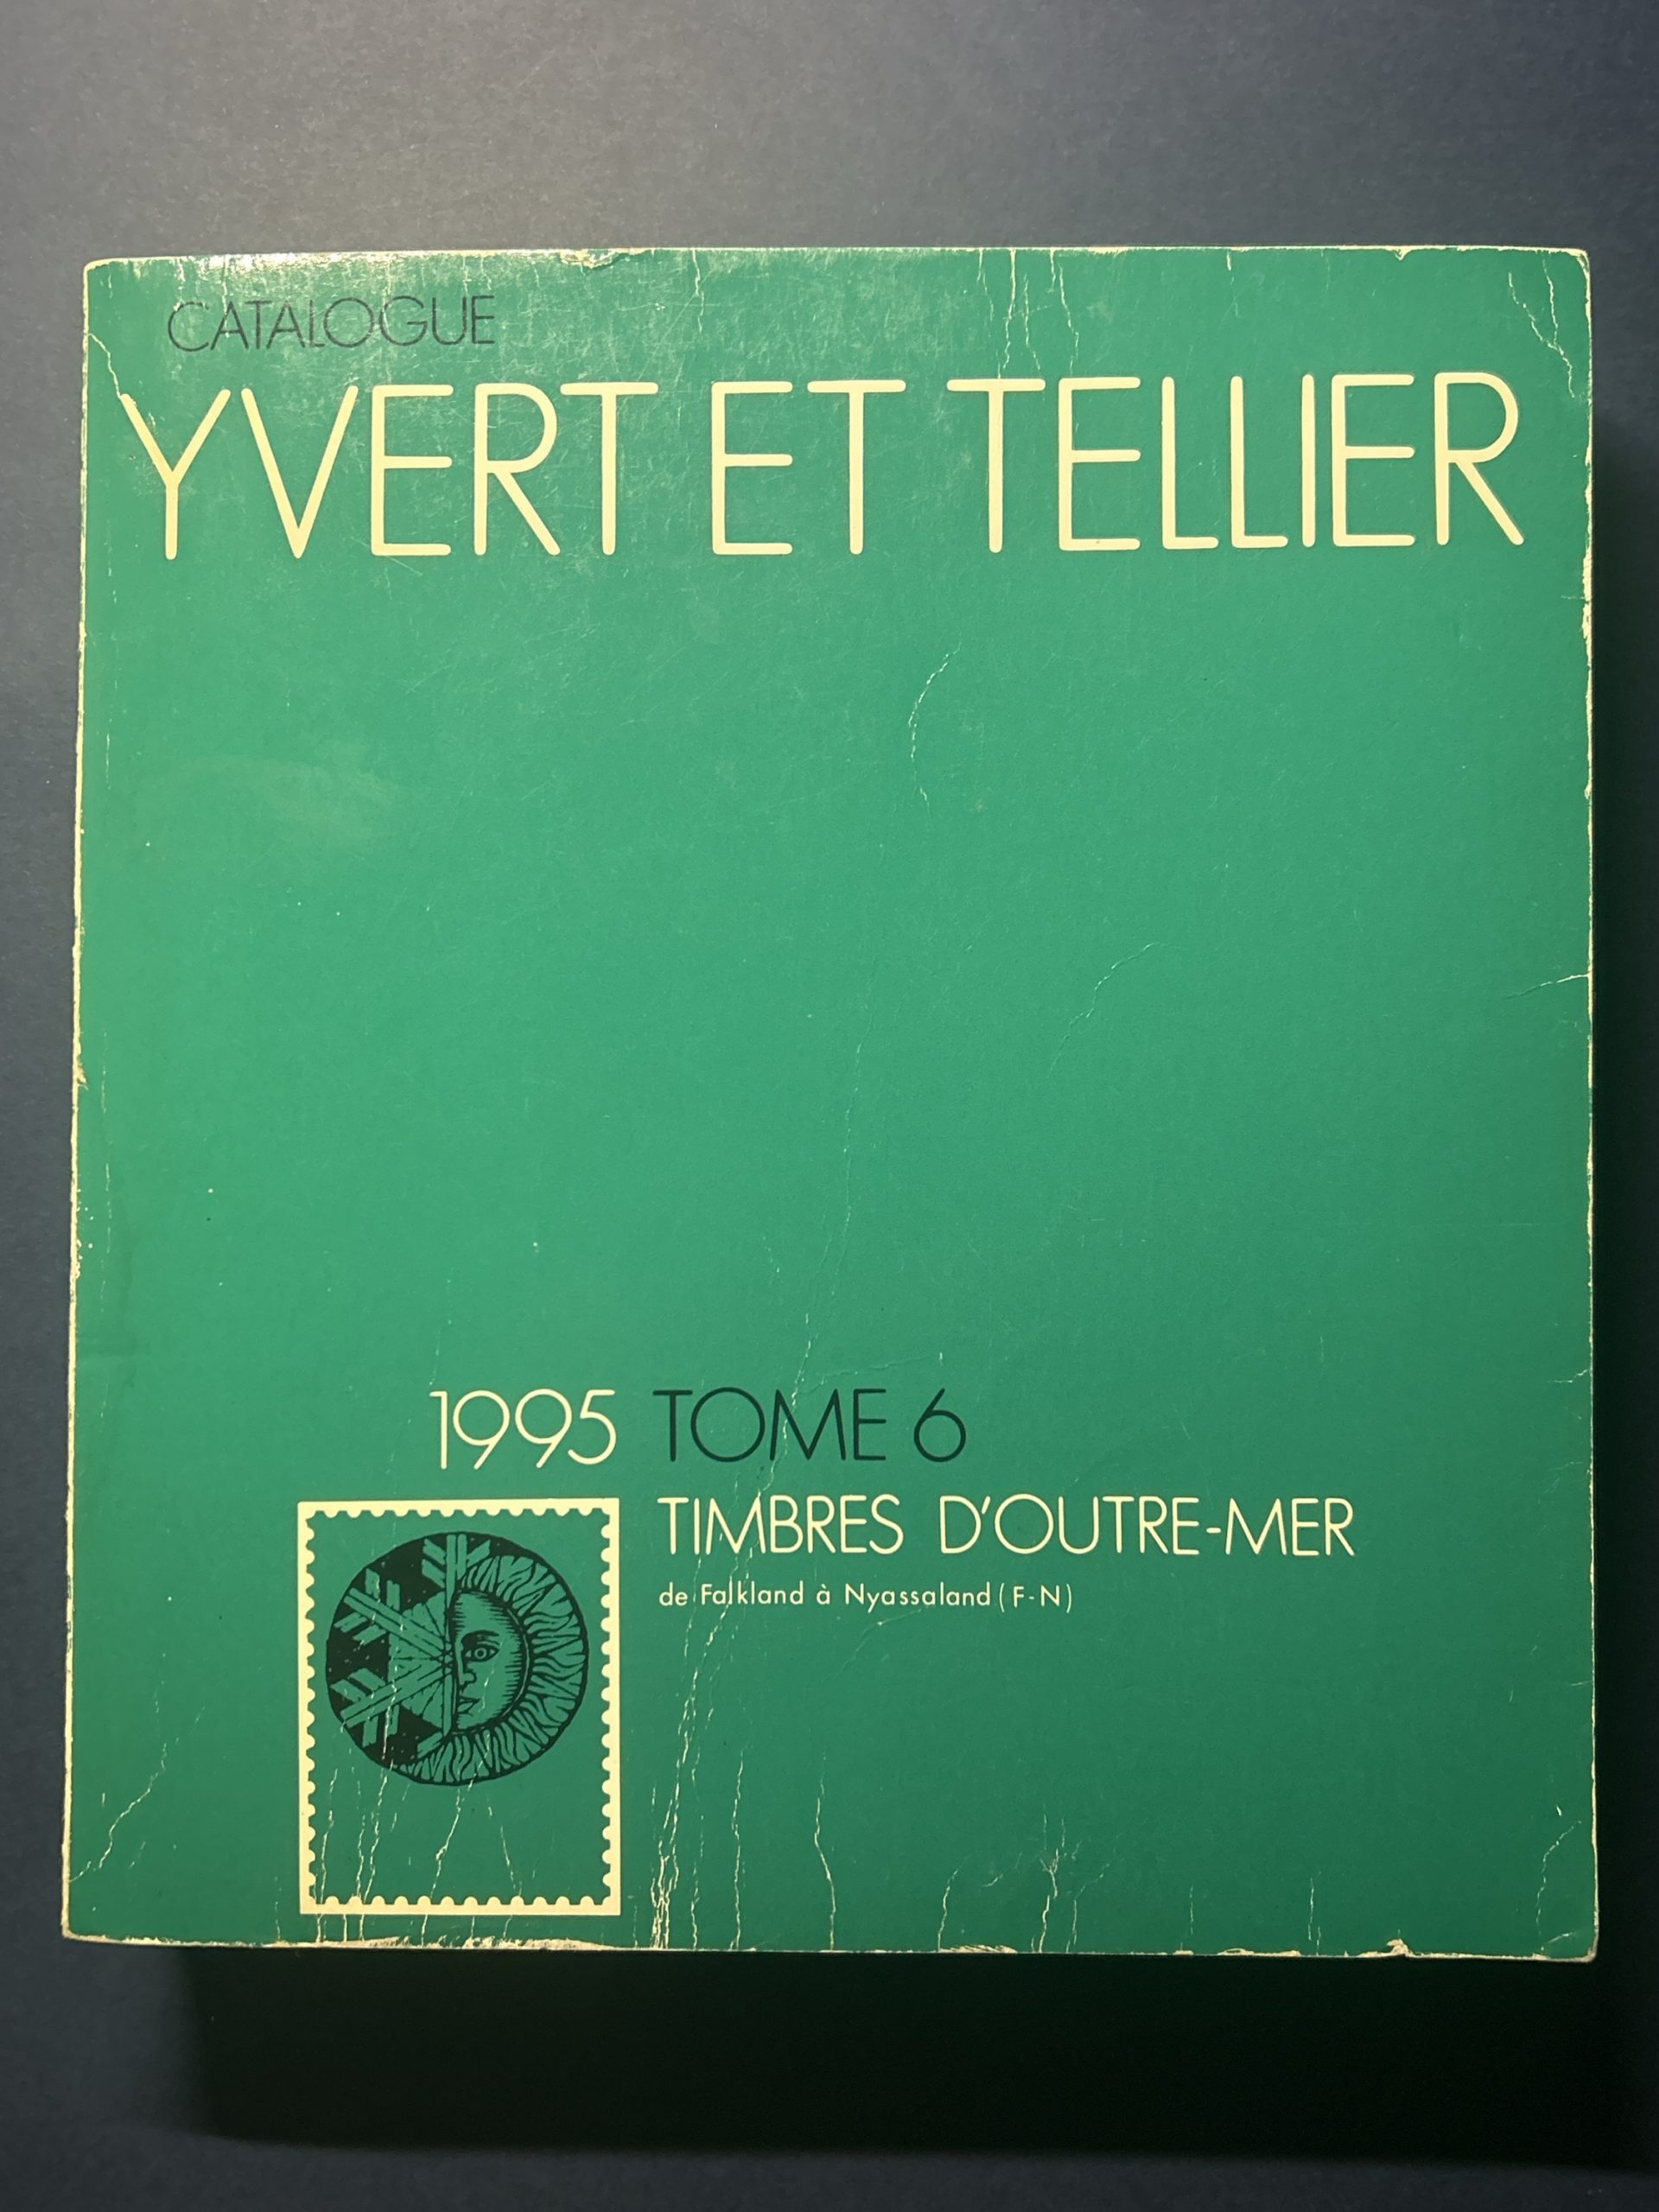 CATALOGUE
YVERT ET TELLIER
1995 TOME 6
TIMBRES D'OUTRE-MER
de Falkland à Nyassaland (F-N)